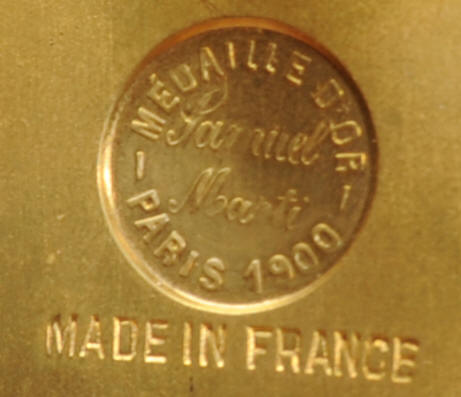 MÉDAILLE D'OR
Samuel
Marti
PARIS 1900
MADE IN FRANCE